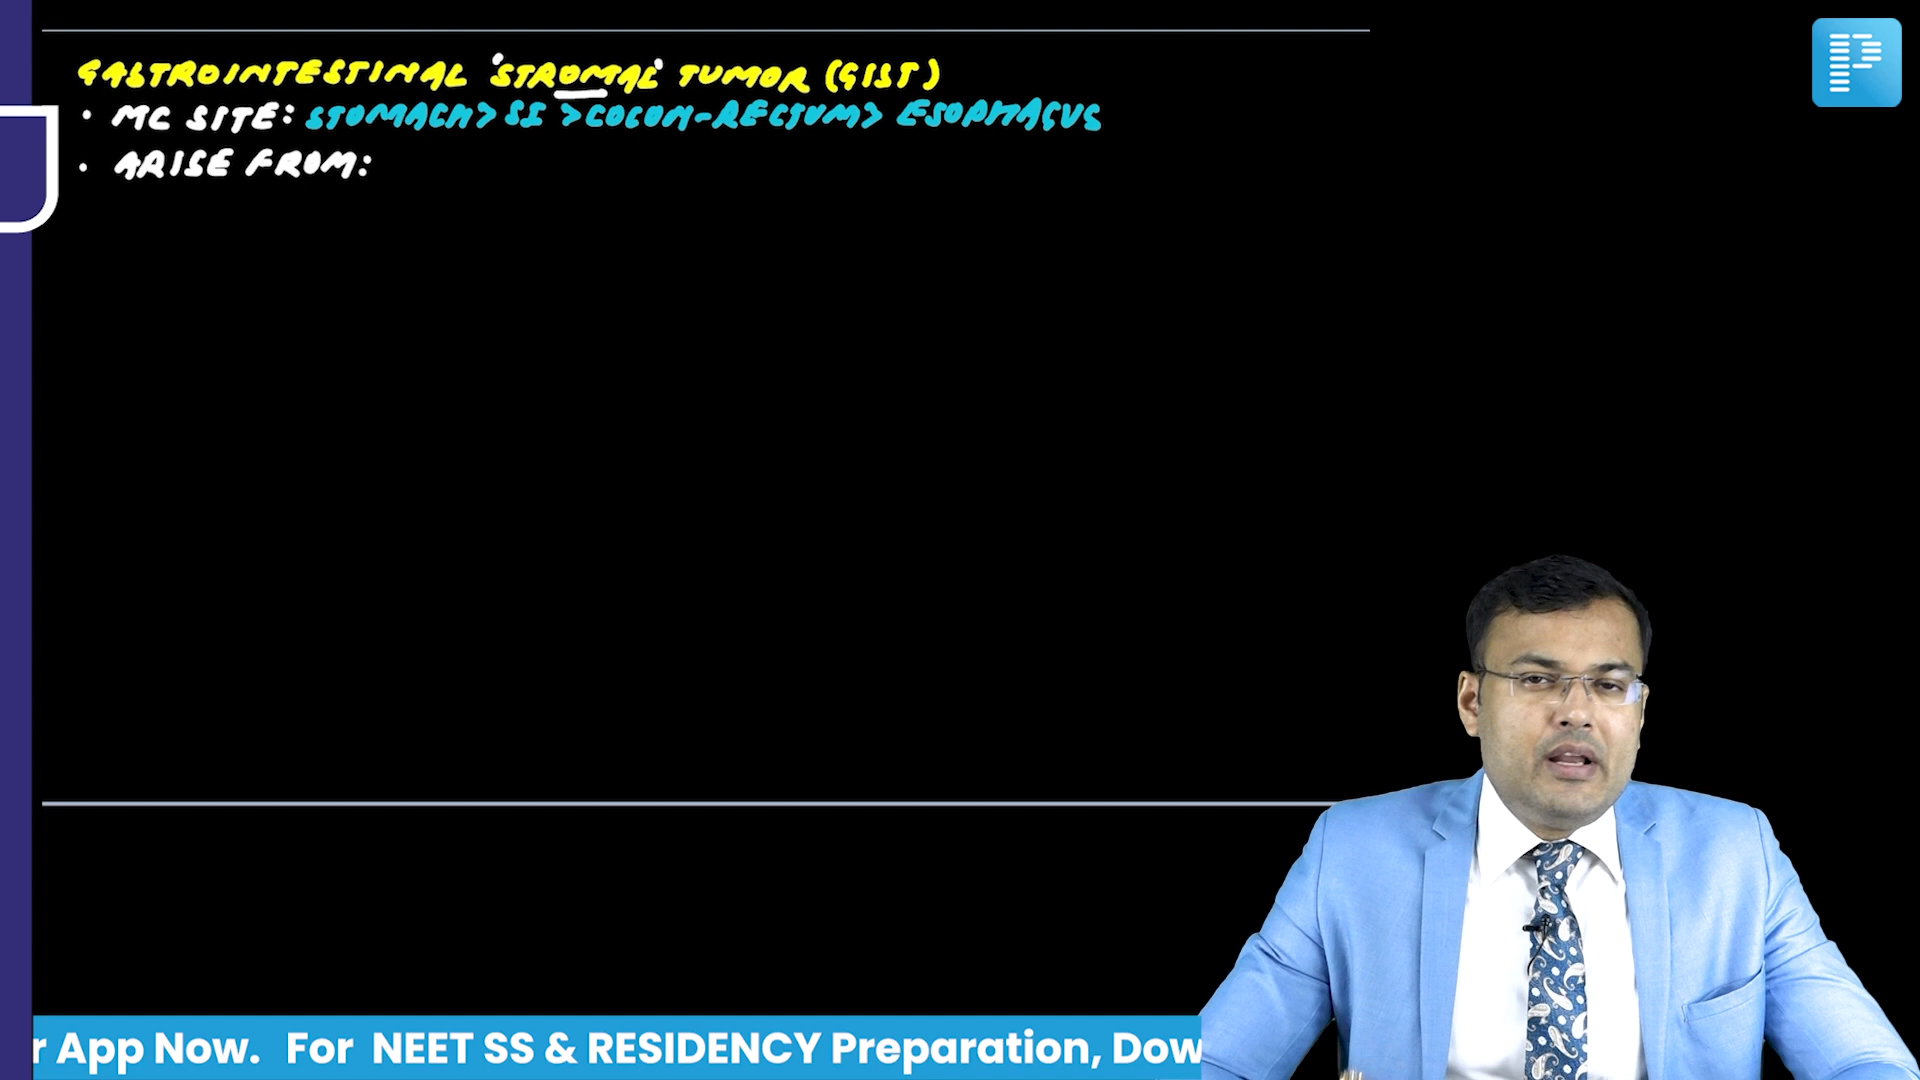 GASTROINTESTINAL 'STROMAL' TUMOR (GIST)
• MC SITE: STOMACH > SI > COLON-RECTUM > ESOPHAGUS
• ARISE FROM:
r App Now. For NEET SS & RESIDENCY Preparation, Dow